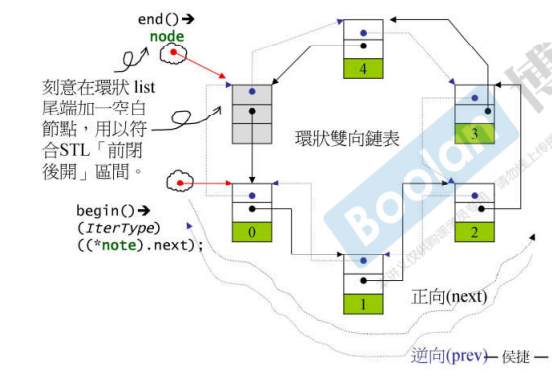 end()→
node
4
刻意在環狀 list
尾端加一空白
節點，用以符
合STL「前閉
後開」區間。
環狀雙向鏈表
3
begin()→
(IterType)
((*note).next);
0
2
1
正向(next)
逆向(prev)
— 侯捷 —
Boolan
博